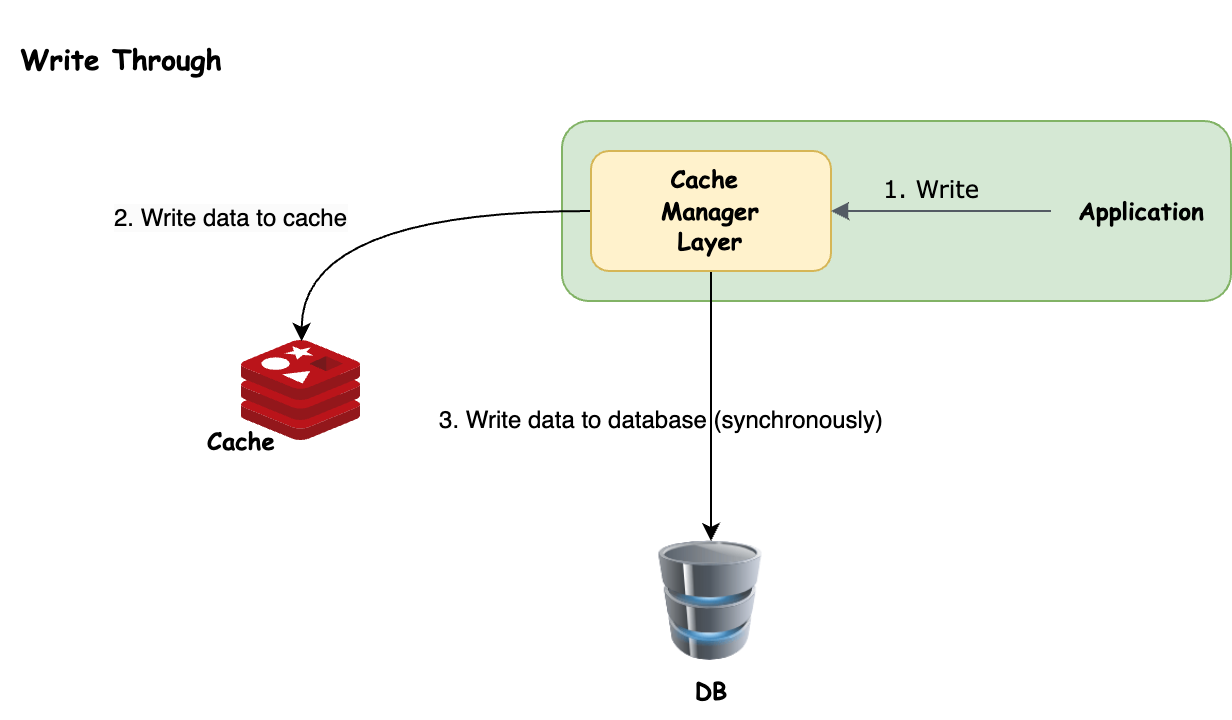 Write Through
Cache
Manager
Layer
1. Write
Application
2. Write data to cache
Cache
3. Write data to database (synchronously)
DB